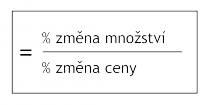 % změna množství
=
% změna ceny